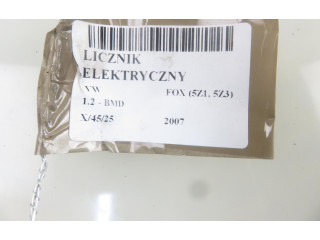 LICZNIK
ELEKTRYCZNY
VW FOX (5Z1, 5Z3)
1.2 - BMD
X/45/25 2007